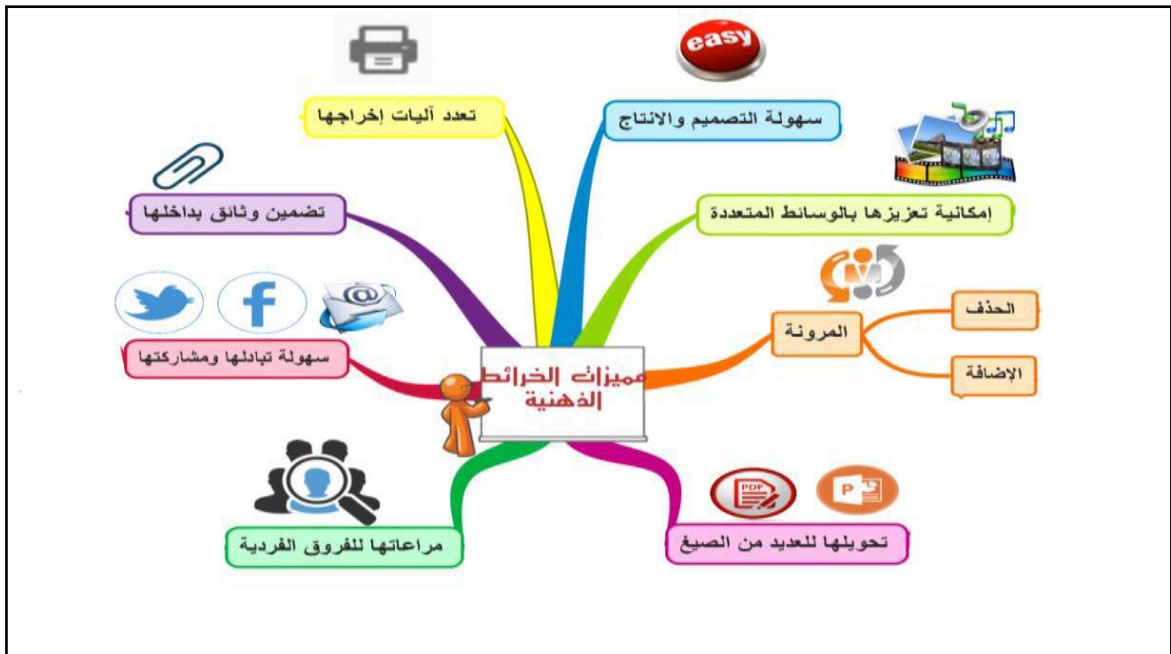 easy
سهولة التصميم والانتاج
تعدد آليات إخراجها
إمكانية تعزيزها بالوسائط المتعددة
تضمين وثائق بداخلها
المرونة
الحذف
الإضافة
سهولة تبادلها ومشاركتها
مميزات الخرائط
الذهنية
PDF
P
تحويلها للعديد من الصيغ
مراعاتها للفروق الفردية